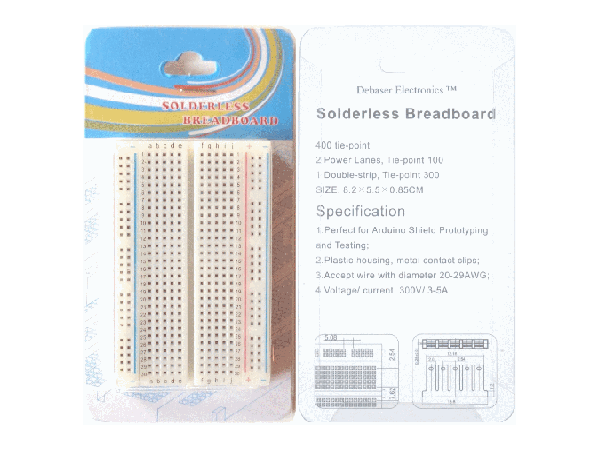 SOLDERLESS
BREADBOARD
a b c d e
f g h i j
a b c d e
f g h i j
Debaser Electronics™
Solderless Breadboard
400 tie-point
2 Power Lanes, Tie-point 100
1 Double-strip, Tie-point 300
SIZE 8.2×5.5×0.85CM
Specification
1.Perfect for Arduino Shield Prototyping
and Testing;
2.Plastic housing, metal contact clips;
3.Accept wire with diameter 20-29AWG;
4.Voltage/ current 300V/3-5A
5.08
2.54
1.62